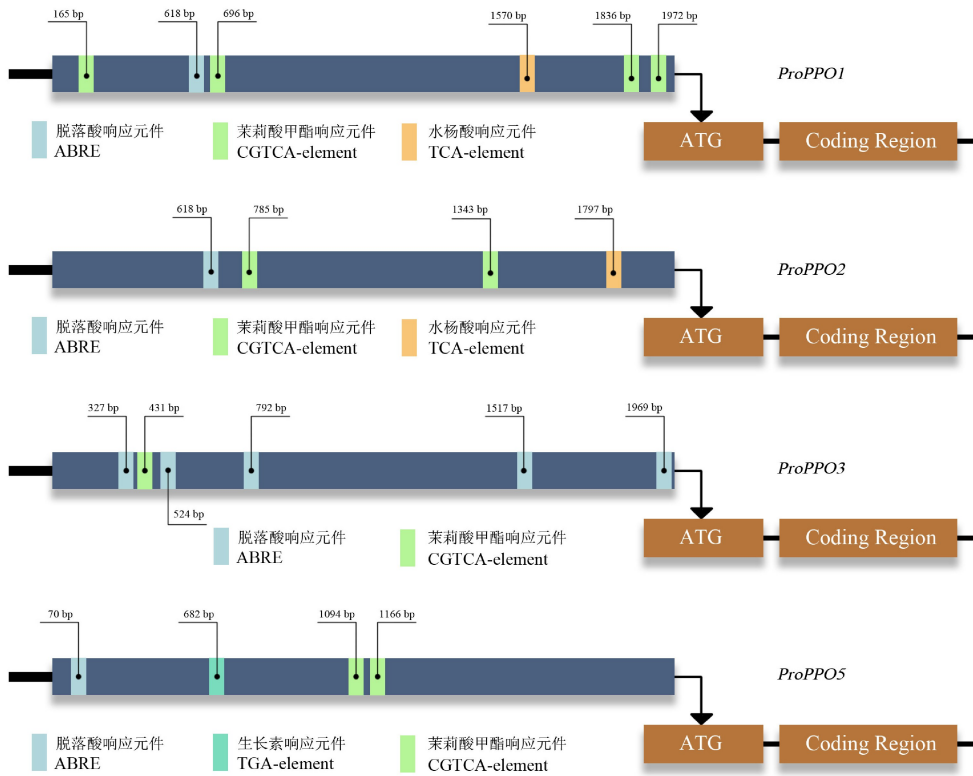 165 bp
618 bp
696 bp
1570 bp
1836 bp
1972 bp
ProPPO1
脱落酸响应元件
ABRE
茉莉酸甲酯响应元件
CGTCA-element
水杨酸响应元件
TCA-element
ATG
Coding Region
618 bp
785 bp
1343 bp
1797 bp
ProPPO2
脱落酸响应元件
ABRE
茉莉酸甲酯响应元件
CGTCA-element
水杨酸响应元件
TCA-element
ATG
Coding Region
327 bp
431 bp
792 bp
1517 bp
1969 bp
ProPPO3
524 bp
脱落酸响应元件
ABRE
茉莉酸甲酯响应元件
CGTCA-element
ATG
Coding Region
70 bp
682 bp
1094 bp
1166 bp
ProPPO5
脱落酸响应元件
ABRE
生长素响应元件
TGA-element
茉莉酸甲酯响应元件
CGTCA-element
ATG
Coding Region